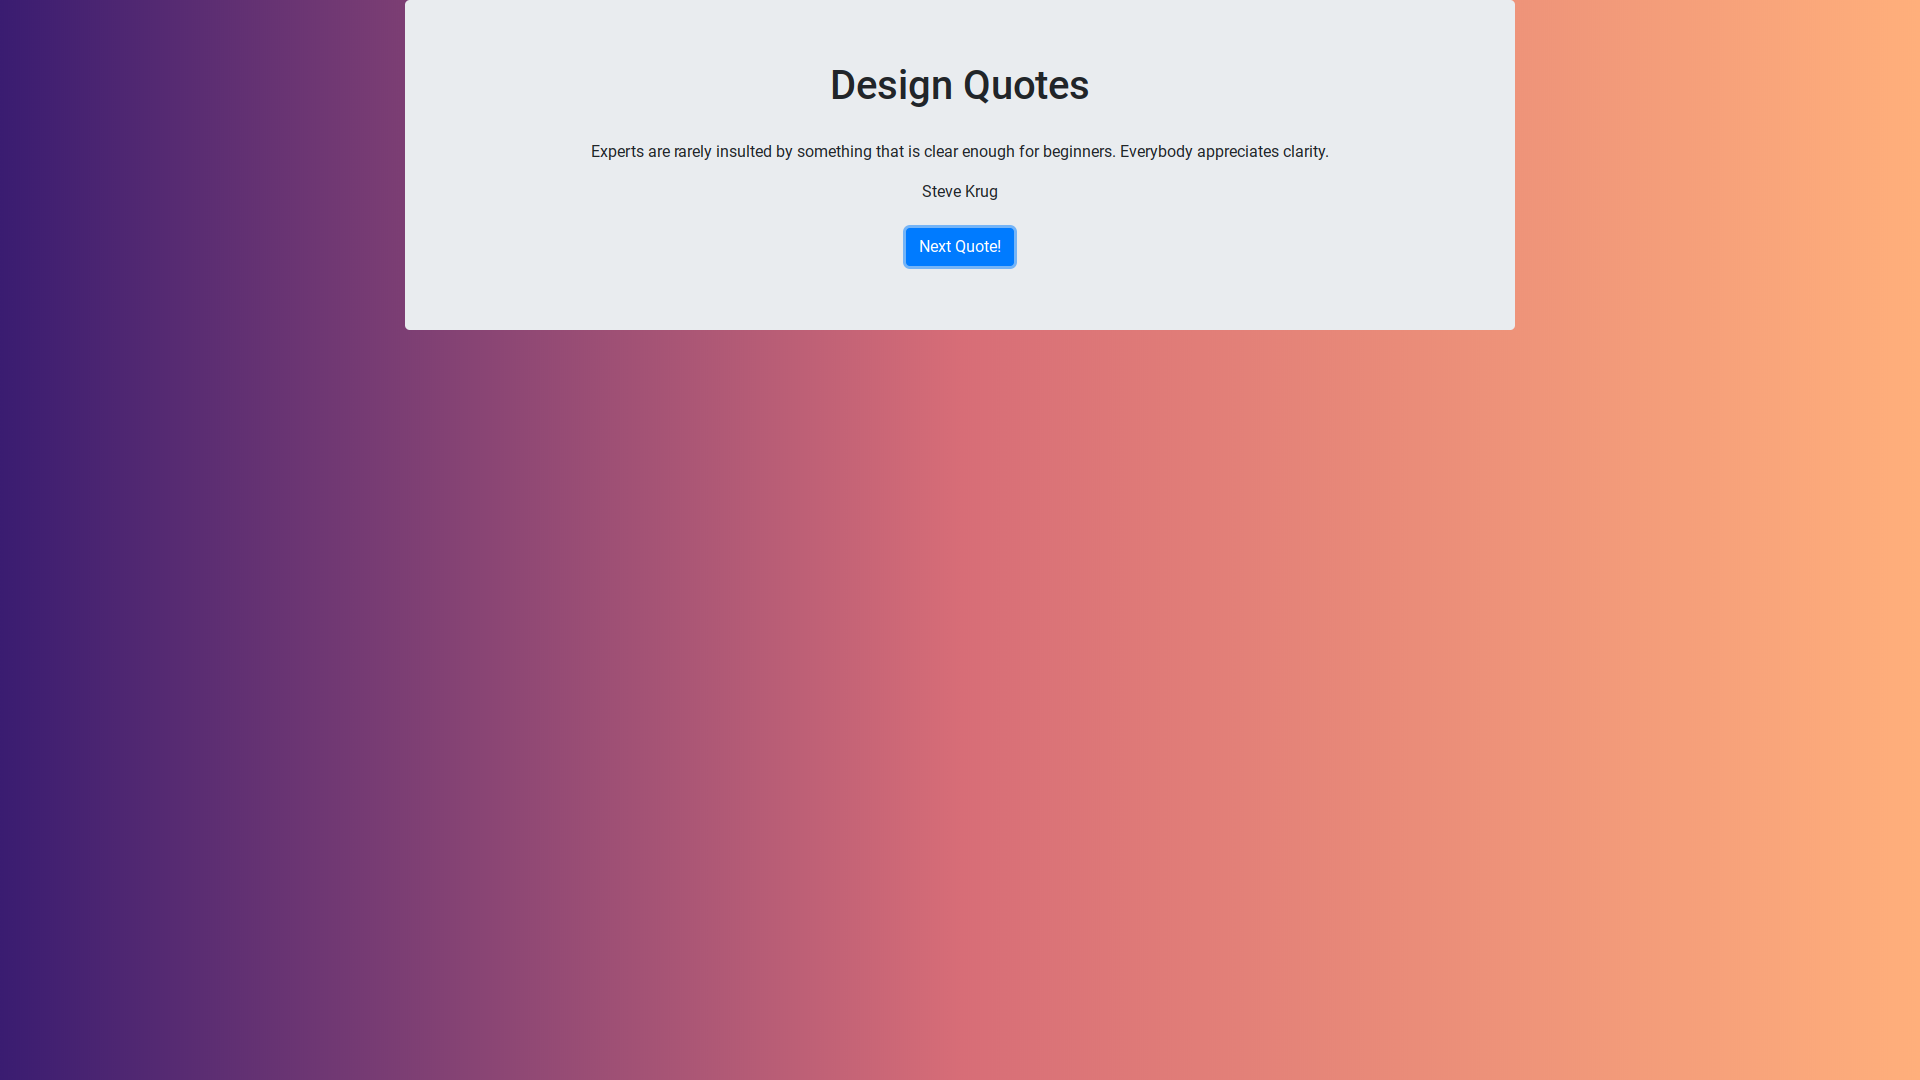 Design Quotes
Experts are rarely insulted by something that is clear enough for beginners. Everybody appreciates clarity.
Steve Krug
Next Quote!